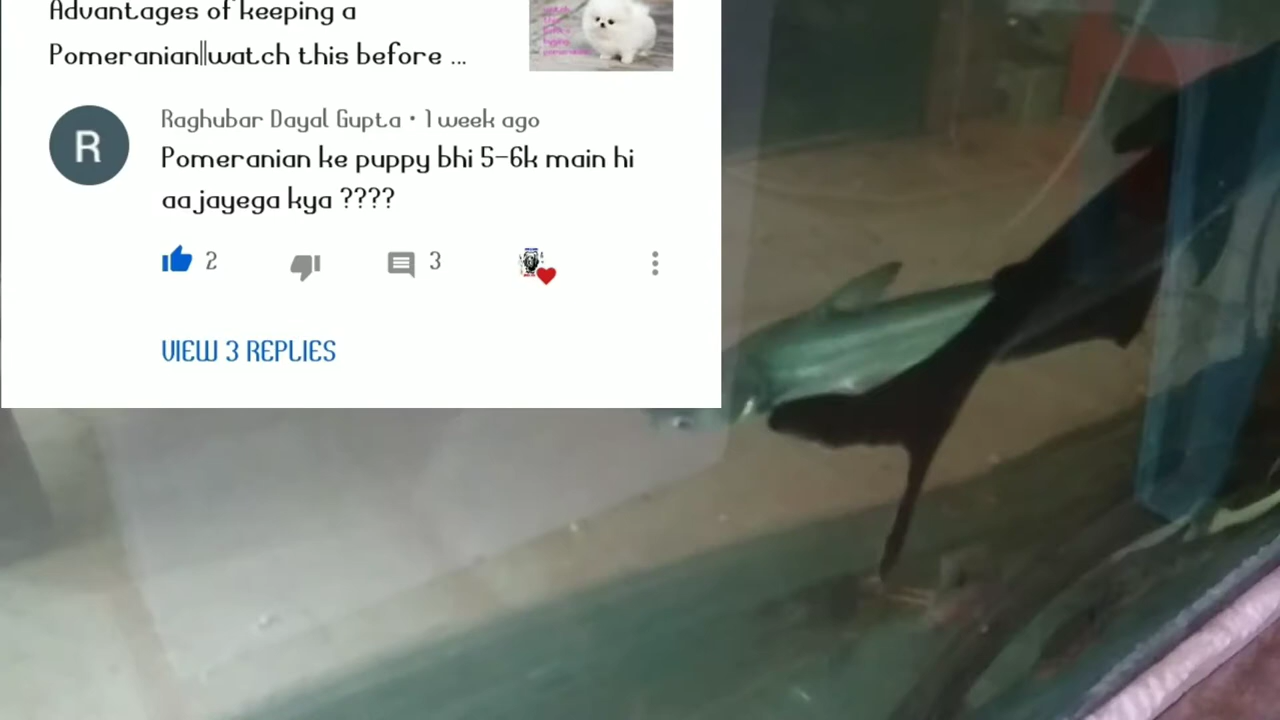 Advantages of keeping a
Pomeranian||watch this before ...
R
Raghubar Dayal Gupta • 1 week ago
Pomeranian ke puppy bhi 5-6k main hi
aa jayega kya ????
2
3
VIEW 3 REPLIES